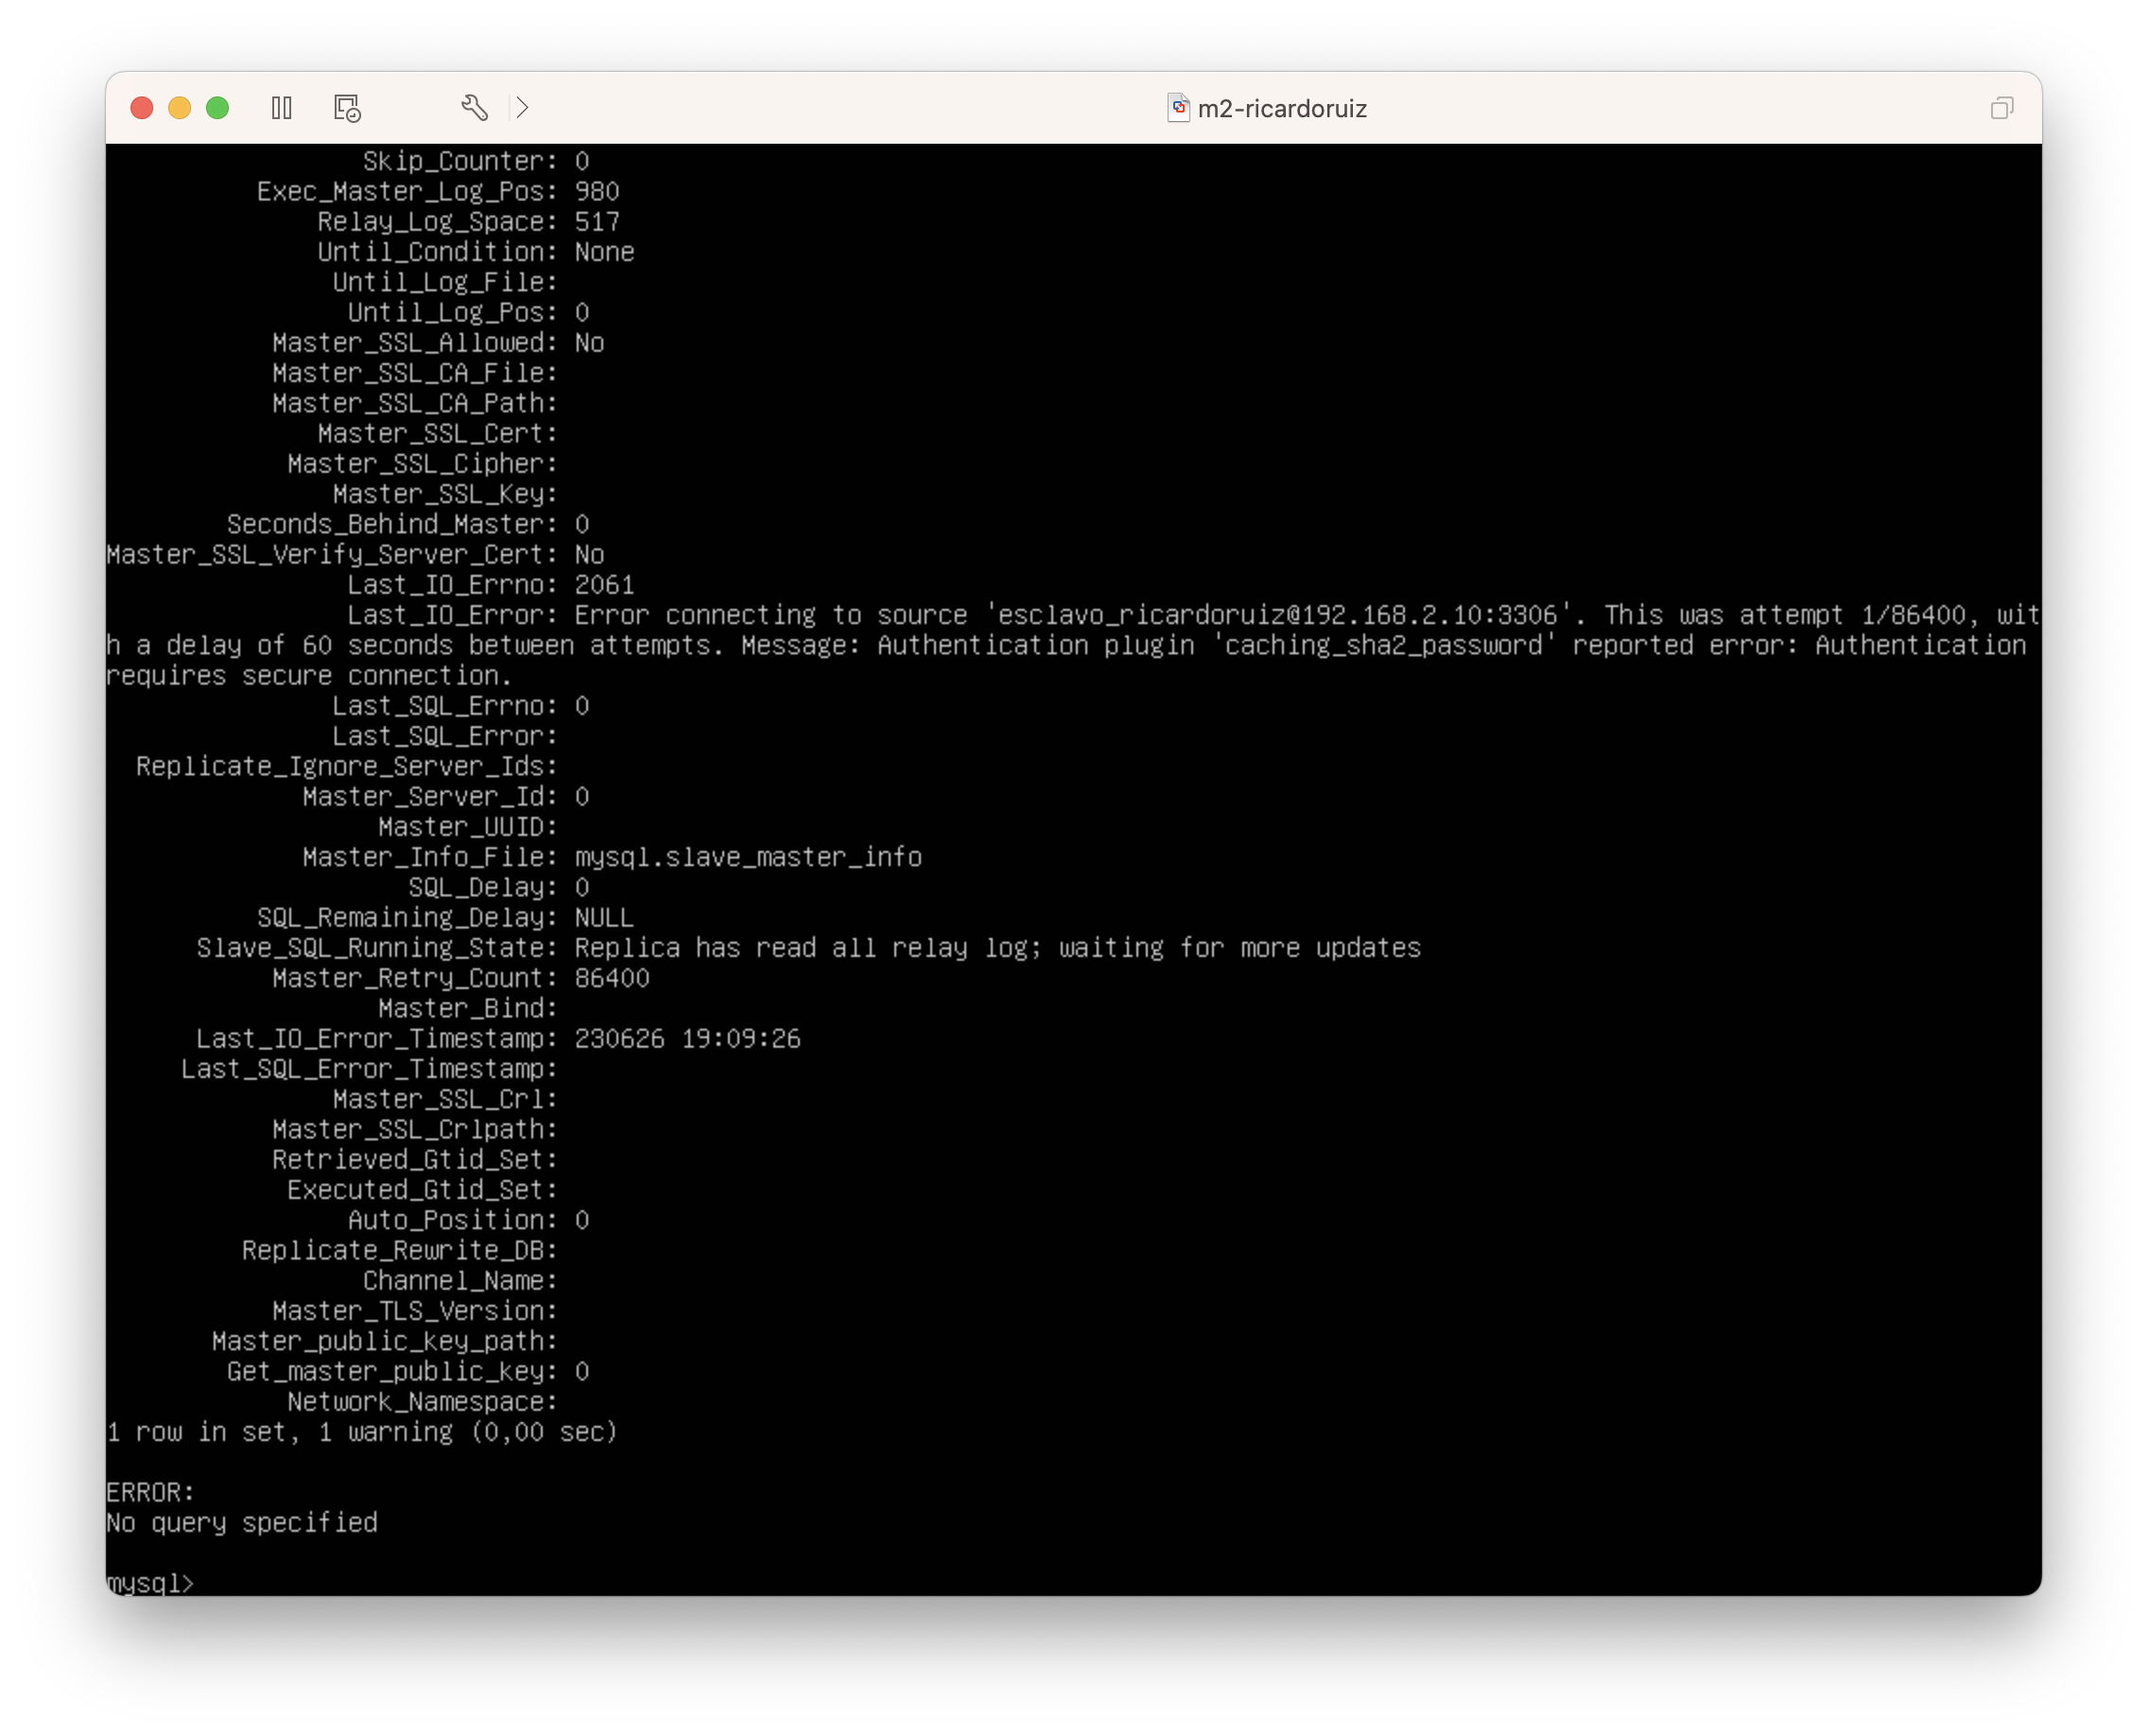 m2-ricardoruiz
Skip_Counter: 0
Exec_Master_Log_Pos: 980
Relay_Log_Space: 517
Until_Condition: None
Until_Log_File:
Until_Log_Pos: 0
Master_SSL_Allowed: No
Master_SSL_CA_File:
Master_SSL_CA_Path:
Master_SSL_Cert:
Master_SSL_Cipher:
Master_SSL_Key:
Seconds_Behind_Master: 0
Master_SSL_Verify_Server_Cert: No
Last_IO_Errno: 2061
Last_IO_Error: Error connecting to source 'esclavo_ricardoruiz@192.168.2.10:3306'. This was attempt 1/86400, wit
h a delay of 60 seconds between attempts. Message: Authentication plugin 'caching_sha2_password' reported error: Authentication
requires secure connection.
Last_SQL_Errno: 0
Last_SQL_Error:
Replicate_Ignore_Server_Ids:
Master_Server_Id: 0
Master_UUID:
Master_Info_File: mysql.slave_master_info
SQL_Delay: 0
SQL_Remaining_Delay: NULL
Slave_SQL_Running_State: Replica has read all relay log; waiting for more updates
Master_Retry_Count: 86400
Master_Bind:
Last_IO_Error_Timestamp: 230626 19:09:26
Last_SQL_Error_Timestamp:
Master_SSL_Crl:
Master_SSL_Crlpath:
Retrieved_Gtid_Set:
Executed_Gtid_Set:
Auto_Position: 0
Replicate_Rewrite_DB:
Channel_Name:
Master_TLS_Version:
Master_public_key_path:
Get_master_public_key: 0
Network_Namespace:
1 row in set, 1 warning (0,00 sec)
ERROR:
No query specified
mysql>